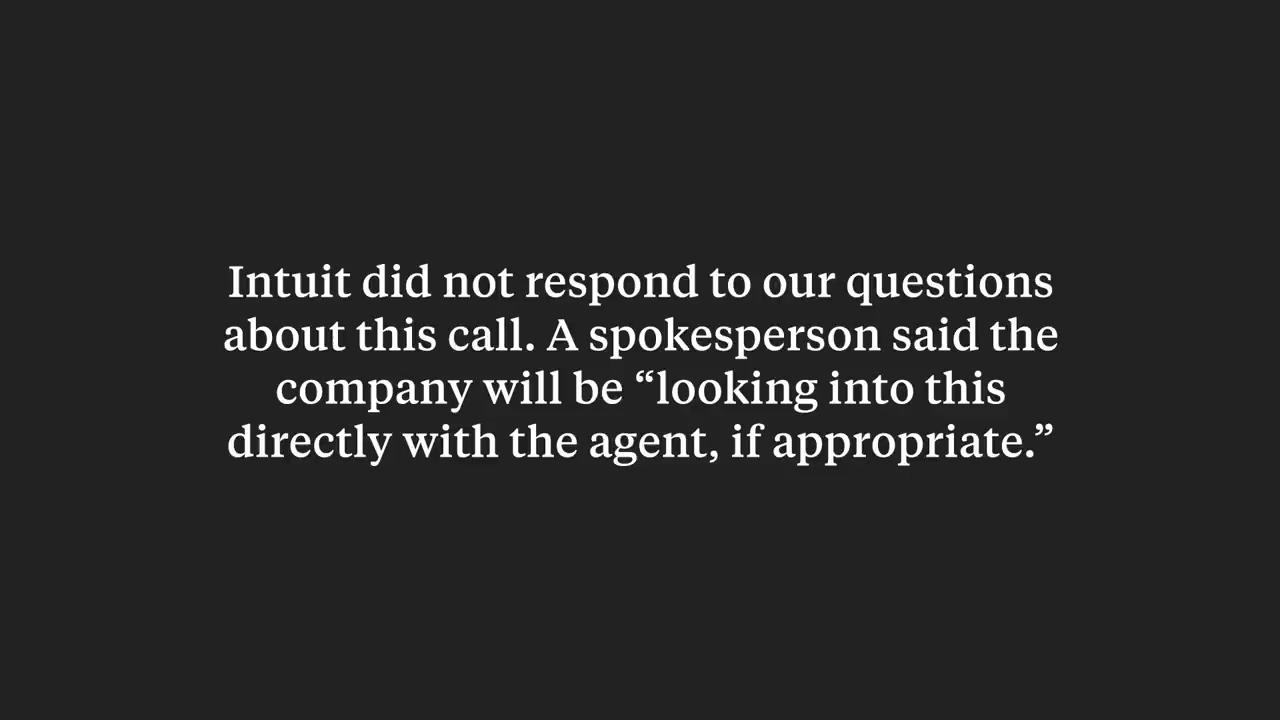 Intuit did not respond to our questions
about this call. A spokesperson said the
company will be “looking into this
directly with the agent, if appropriate.”